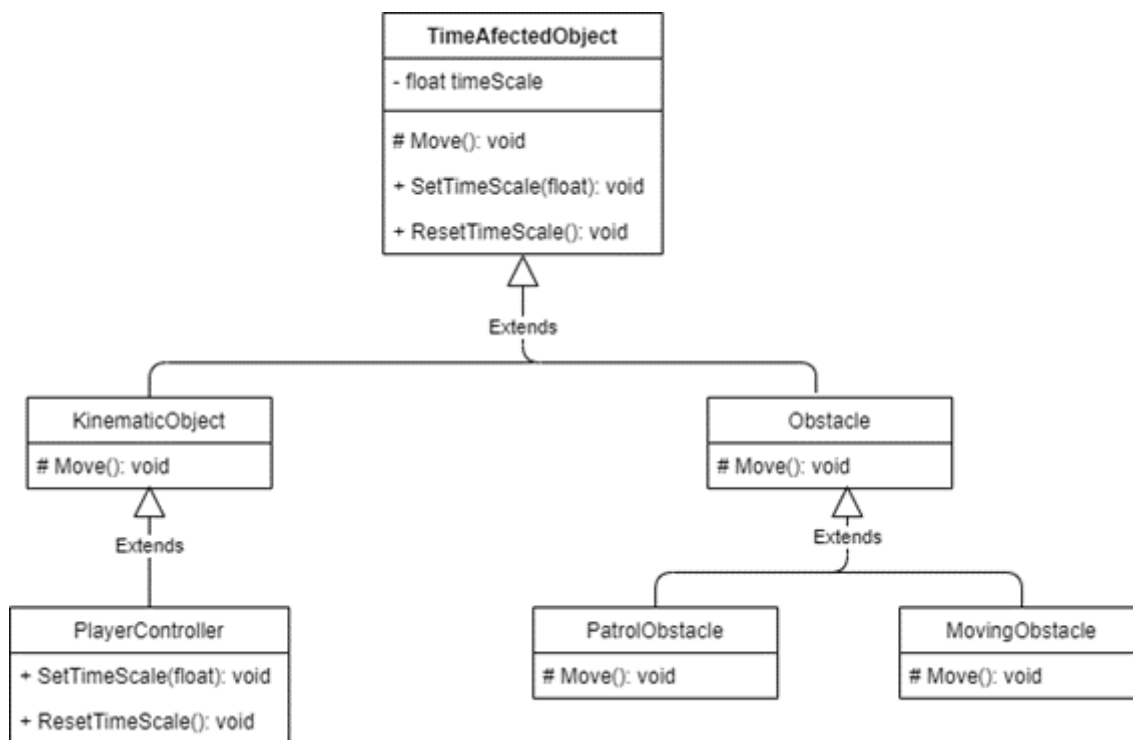 TimeAfectedObject
- float timeScale
# Move(): void
+ SetTimeScale(float): void
+ ResetTimeScale(): void
Extends
KinematicObject
# Move(): void
Obstacle
# Move(): void
Extends
Extends
PlayerController
+ SetTimeScale(float): void
+ ResetTimeScale(): void
PatrolObstacle
# Move(): void
MovingObstacle
# Move(): void